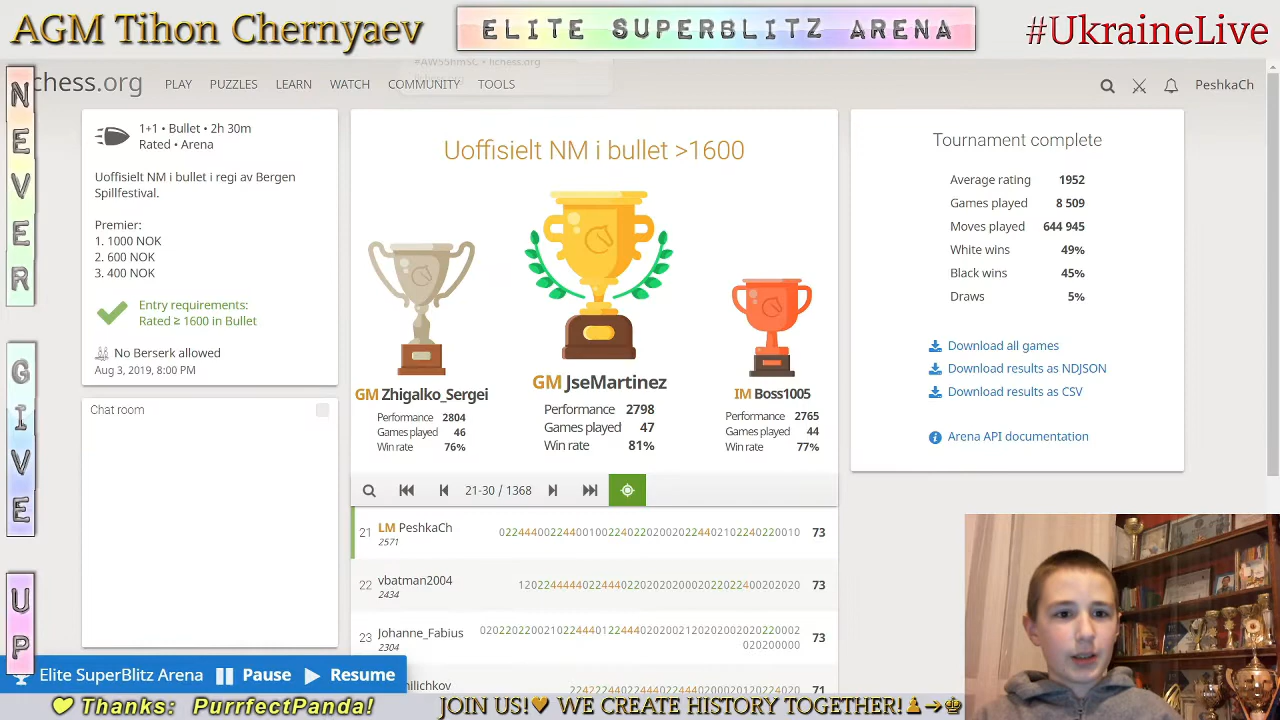 AGM Tihon Chernyaev
ELITE SUPERBLITZ ARENA
#UkraineLive
NEVER
GIVE
UP
chess.org
PLAY PUZZLES LEARN WATCH COMMUNITY TOOLS
PeshkaCh
1+1 • Bullet • 2h 30m
Rated • Arena
Uoffisielt NM i bullet i regi av Bergen
Spillfestival.
Premier:
1. 1000 NOK
2. 600 NOK
3. 400 NOK
Entry requirements:
Rated ≥ 1600 in Bullet
No Berserk allowed
Aug 3, 2019, 8:00 PM
Chat room
Uoffisielt NM i bullet >1600
GM Zhigalko_Sergei
Performance 2804
Games played 46
Win rate 76%
GM JseMartinez
Performance 2798
Games played 47
Win rate 81%
IM Boss1005
Performance 2765
Games played 44
Win rate 77%
21-30 / 1368
21 LM PeshkaCh 73
2571
22 vbatman2004 73
2434
23 Johanne_Fabius 73
2304
71
Tournament complete
Average rating 1952
Games played 8 509
Moves played 644 945
White wins 49%
Black wins 45%
Draws 5%
Download all games
Download results as NDJSON
Download results as CSV
Arena API documentation
Elite SuperBlitz Arena Pause Resume
Thanks: PurrfectPanda!
JOIN US! WE CREATE HISTORY TOGETHER!